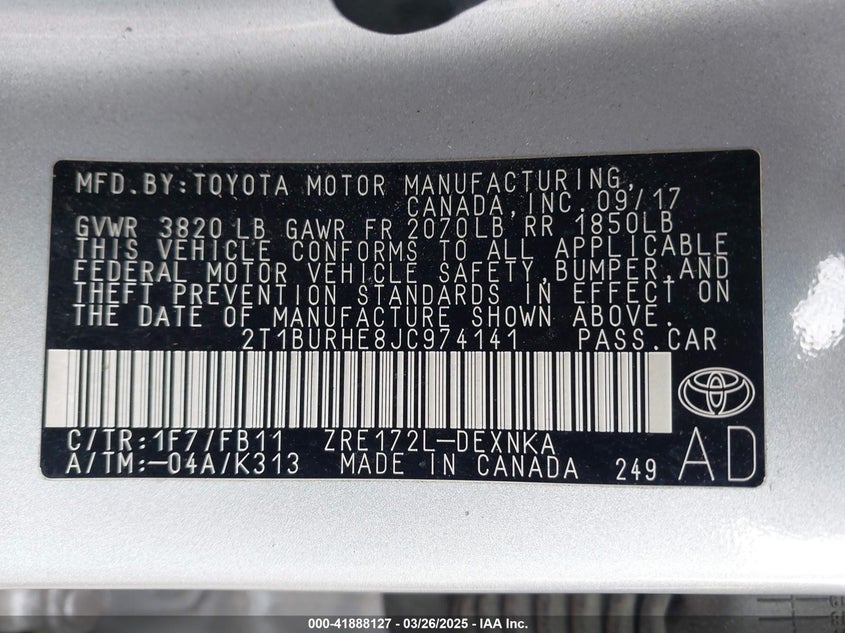 MFD.BY:TOYOTA MOTOR MANUFACTURING,
CANADA,INC. 09/17
GVWR 3820 LB GAWR FR 2070LB RR 1850LB
THIS VEHICLE CONFORMS TO ALL APPLICABLE
FEDERAL MOTOR VEHICLE SAFETY,BUMPER,AND
THEFT PREVENTION STANDARDS IN EFFECT ON
THE DATE OF MANUFACTURE SHOWN ABOVE.
2T1BURHE8JC974141 PASS.CAR
C/TR:1F7/FB11 ZRE172L-DEXNKA
A/TM:-04A/K313 MADE IN CANADA 249 AD
000-41888127 - 03/26/2025 - IAA Inc.